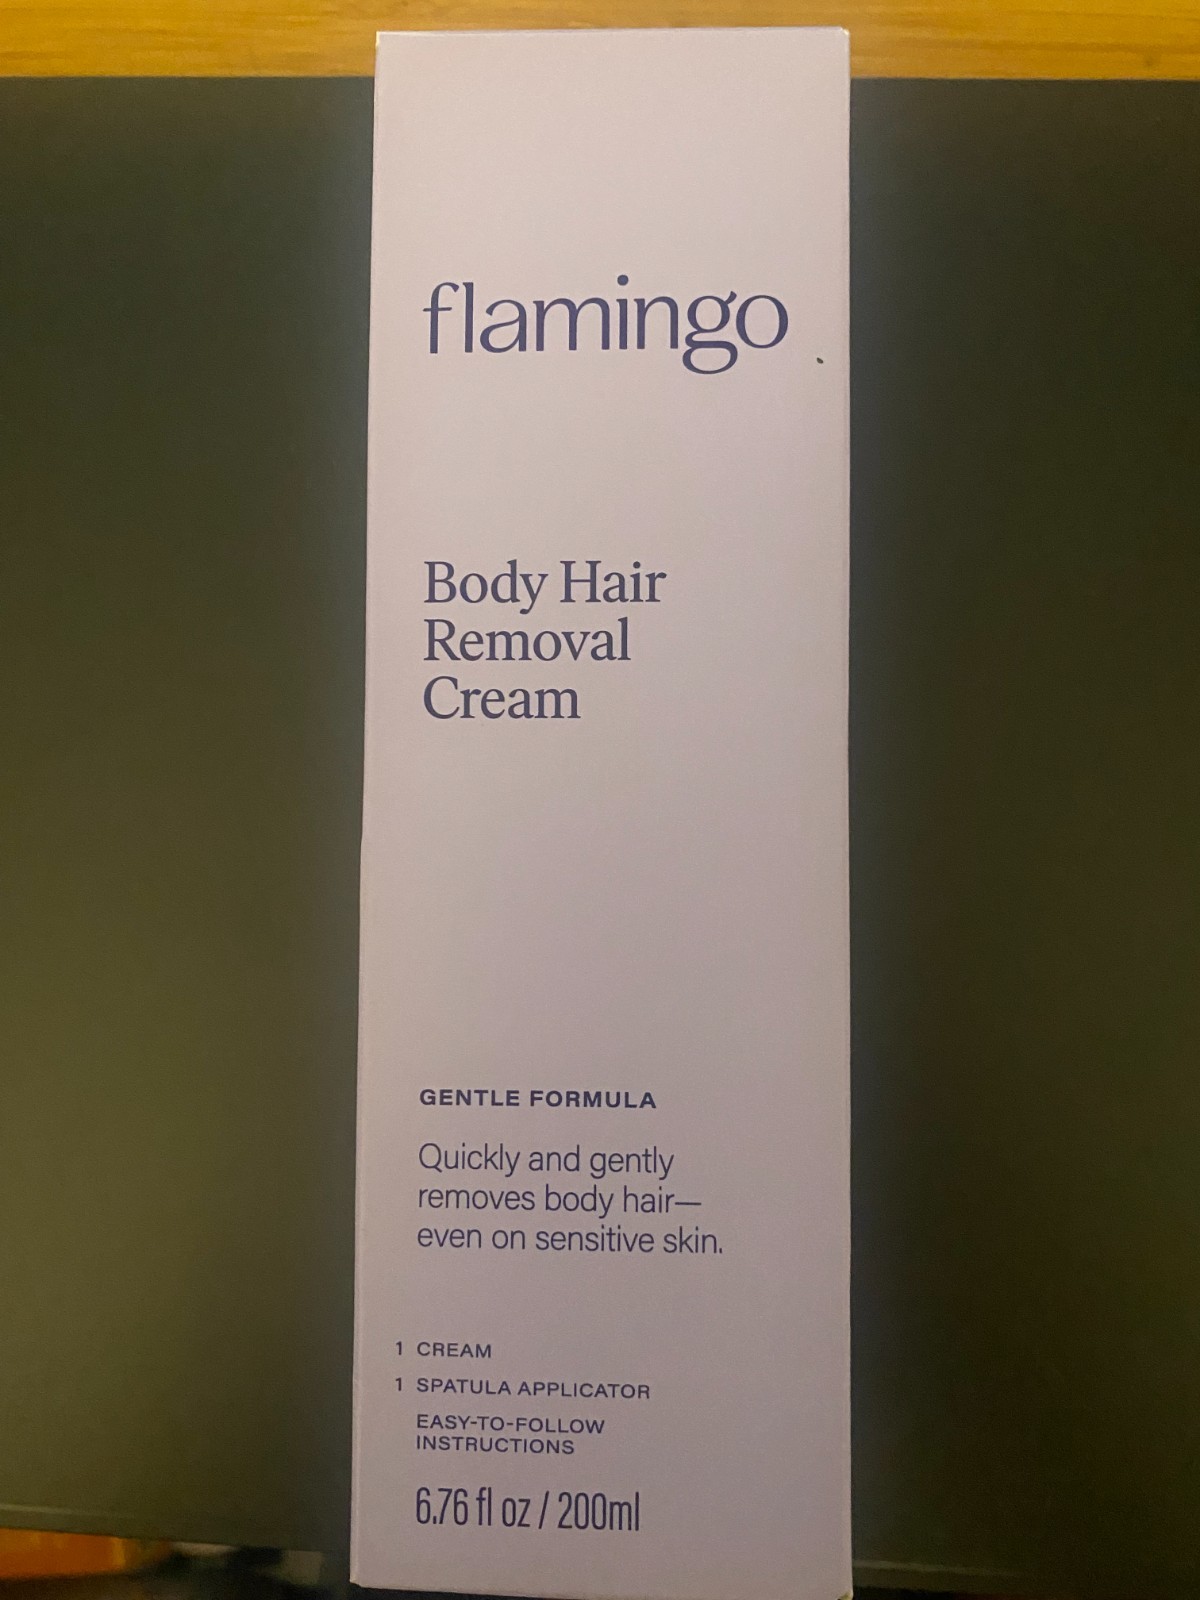 flamingo
Body Hair
Removal
Cream
GENTLE FORMULA
Quickly and gently
removes body hair—
even on sensitive skin.
1 CREAM
1 SPATULA APPLICATOR
EASY-TO-FOLLOW
INSTRUCTIONS
6.76 fl oz / 200ml